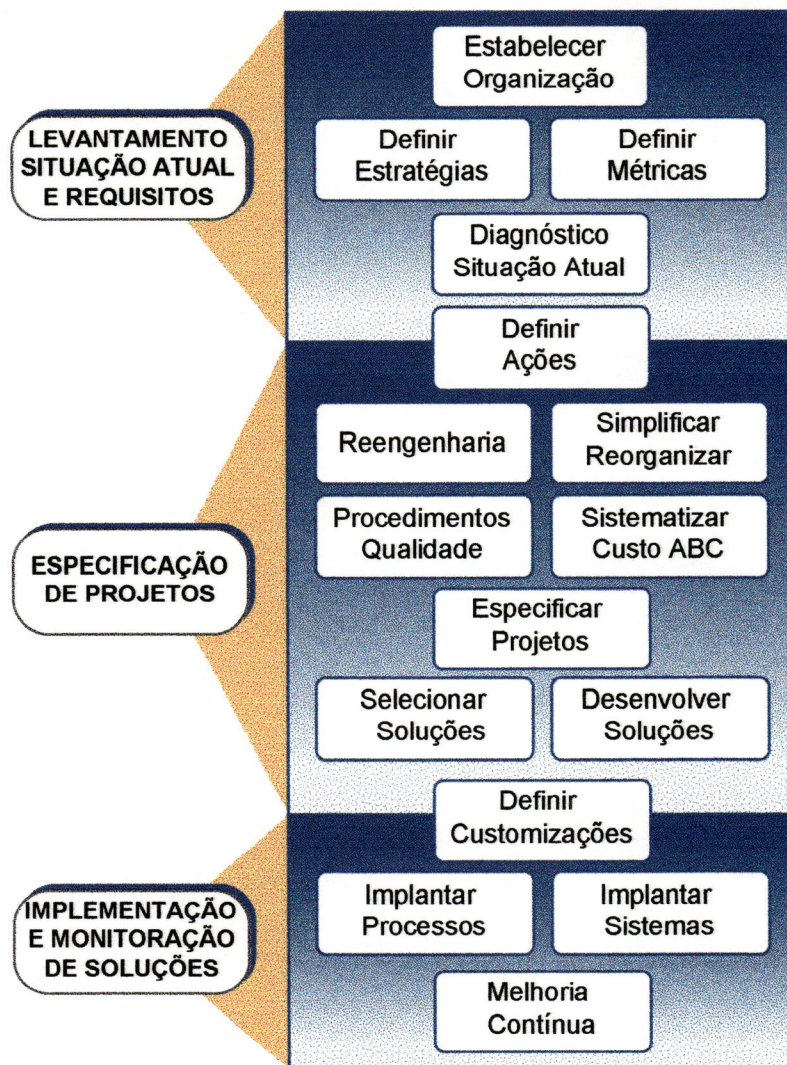 LEVANTAMENTO
SITUAÇÃO ATUAL
E REQUISITOS
Estabelecer
Organização
Definir
Estratégias
Definir
Métricas
Diagnóstico
Situação Atual
Definir
Ações
ESPECIFICAÇÃO
DE PROJETOS
Reengenharia
Simplificar
Reorganizar
Procedimentos
Qualidade
Sistematizar
Custo ABC
Especificar
Projetos
Selecionar
Soluções
Desenvolver
Soluções
Definir
Customizações
IMPLEMENTAÇÃO
E MONITORAÇÃO
DE SOLUÇÕES
Implantar
Processos
Implantar
Sistemas
Melhoria
Contínua